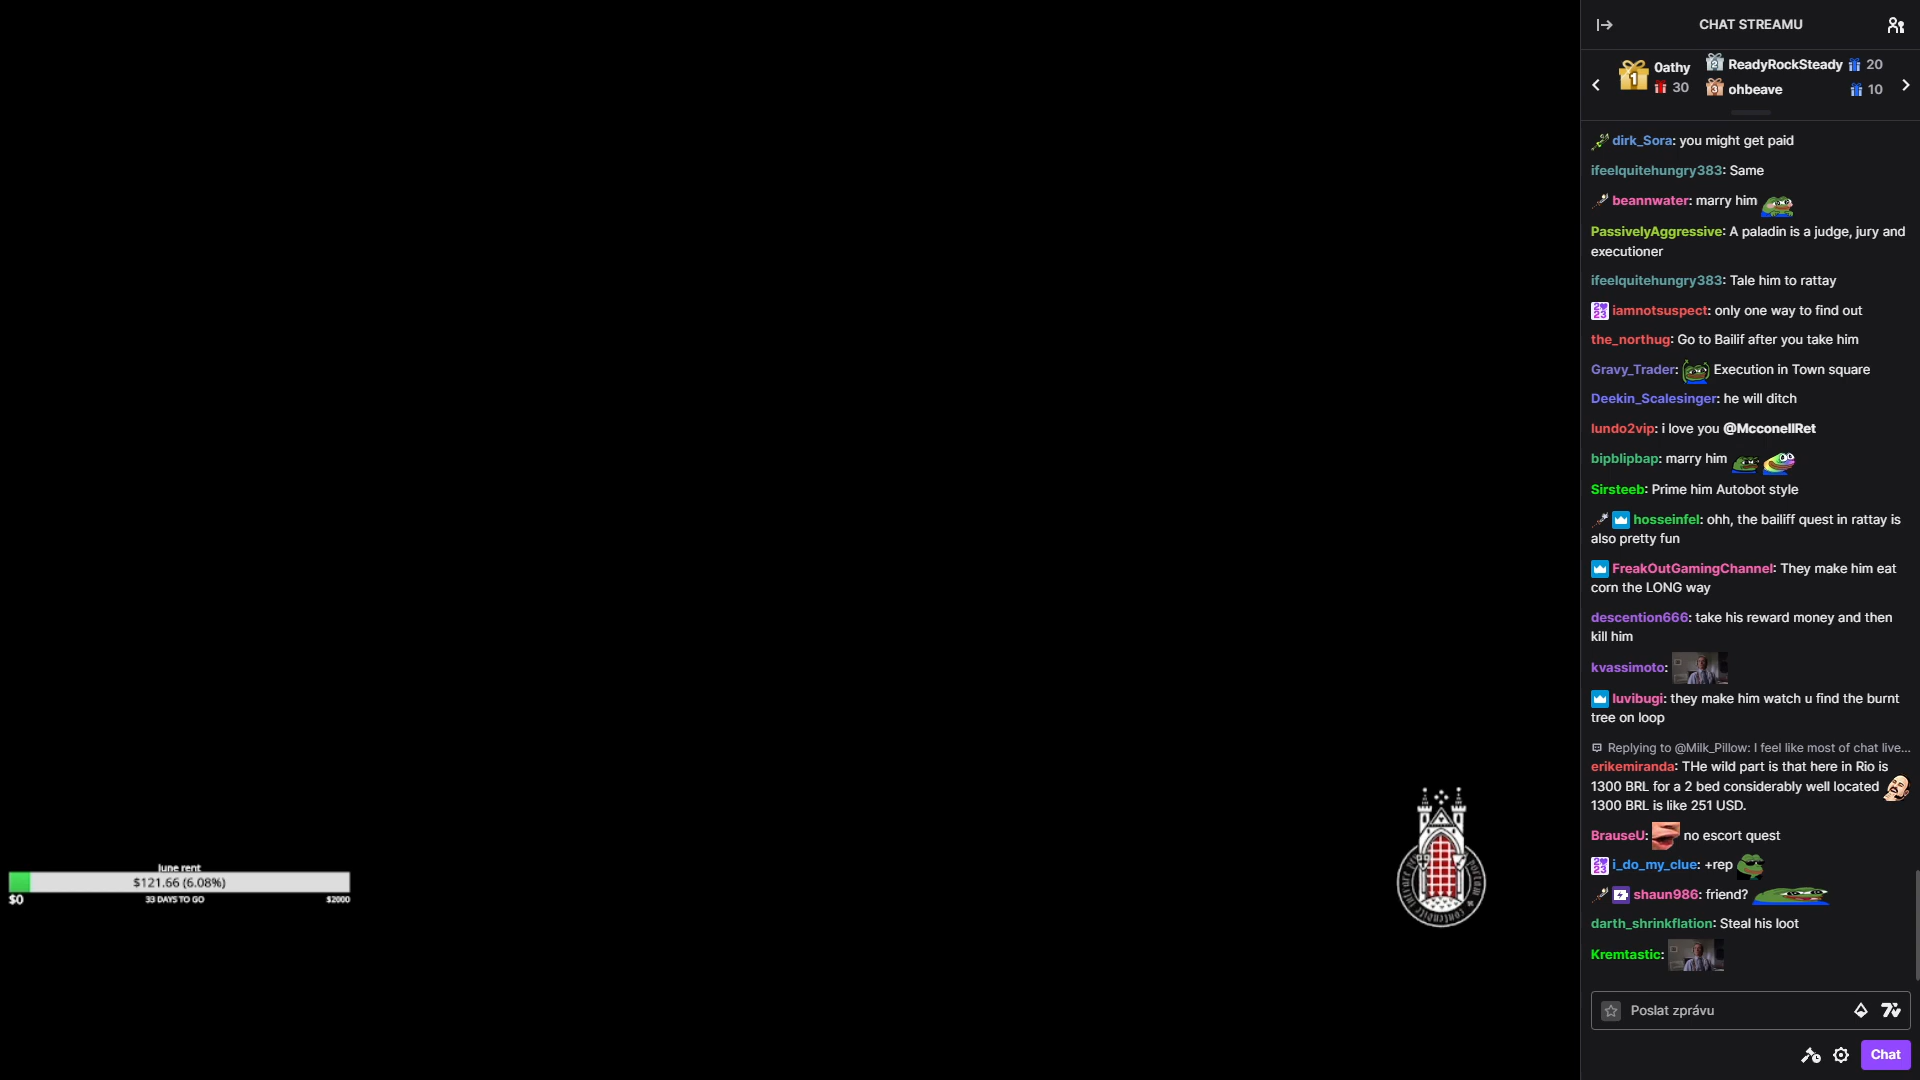 CHAT STREAMU
1
0athy
30
2
ReadyRockSteady
20
3
ohbeave
10
dirk_Sora: you might get paid
ifeelquitehungry383: Same
beannwater: marry him
PassivelyAggressive: A paladin is a judge, jury and
executioner
ifeelquitehungry383: Tale him to rattay
iamnotsuspect: only one way to find out
the_northug: Go to Bailif after you take him
Gravy_Trader: Execution in Town square
Deekin_Scalesinger: he will ditch
lundo2vip: i love you @McconellRet
bipblipbap: marry him
Sirsteeb: Prime him Autobot style
hosseinfel: ohh, the bailiff quest in rattay is
also pretty fun
FreakOutGamingChannel: They make him eat
corn the LONG way
descention666: take his reward money and then
kill him
kvassimoto:
luvibugi: they make him watch u find the burnt
tree on loop
Replying to @Milk_Pillow: I feel like most of chat live...
erikemiranda: THe wild part is that here in Rio is
1300 BRL for a 2 bed considerably well located
1300 BRL is like 251 USD.
BrauseU: no escort quest
i_do_my_clue: +rep
shaun986: friend?
darth_shrinkflation: Steal his loot
Kremtastic:
Poslat zprávu
Chat
June rent
$121.66 (6.08%)
$0
33 DAYS TO GO
$2000